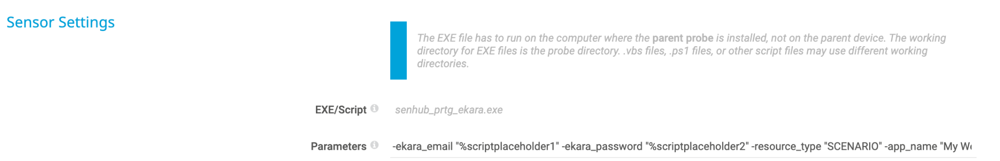 Sensor Settings
The EXE file has to run on the computer where the parent probe is installed, not on the parent device. The working
directory for EXE files is the probe directory. .vbs files, .ps1 files, or other script files may use different working
directories.
EXE/Script senhub_prtg_ekara.exe
Parameters -ekara_email "%scriptplaceholder1" -ekara_password "%scriptplaceholder2" -resource_type "SCENARIO" -app_name "My